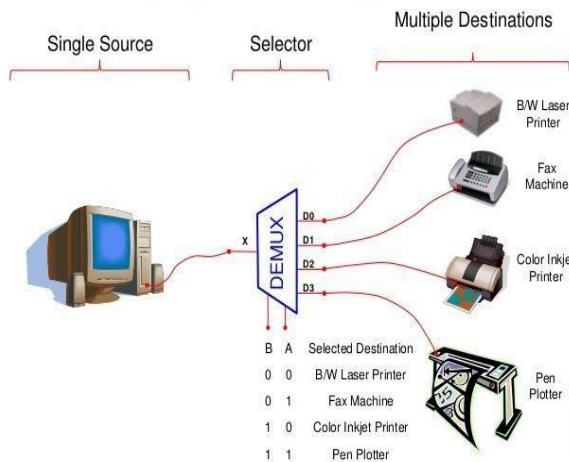 Single Source
Selector
Multiple Destinations
B/W Laser
Printer
Fax
Machine
Color Inkjet
Printer
Pen
Plotter
X
DEMUX
D0
D1
D2
D3
B A Selected Destination
0 0 B/W Laser Printer
0 1 Fax Machine
1 0 Color Inkjet Printer
1 1 Pen Plotter